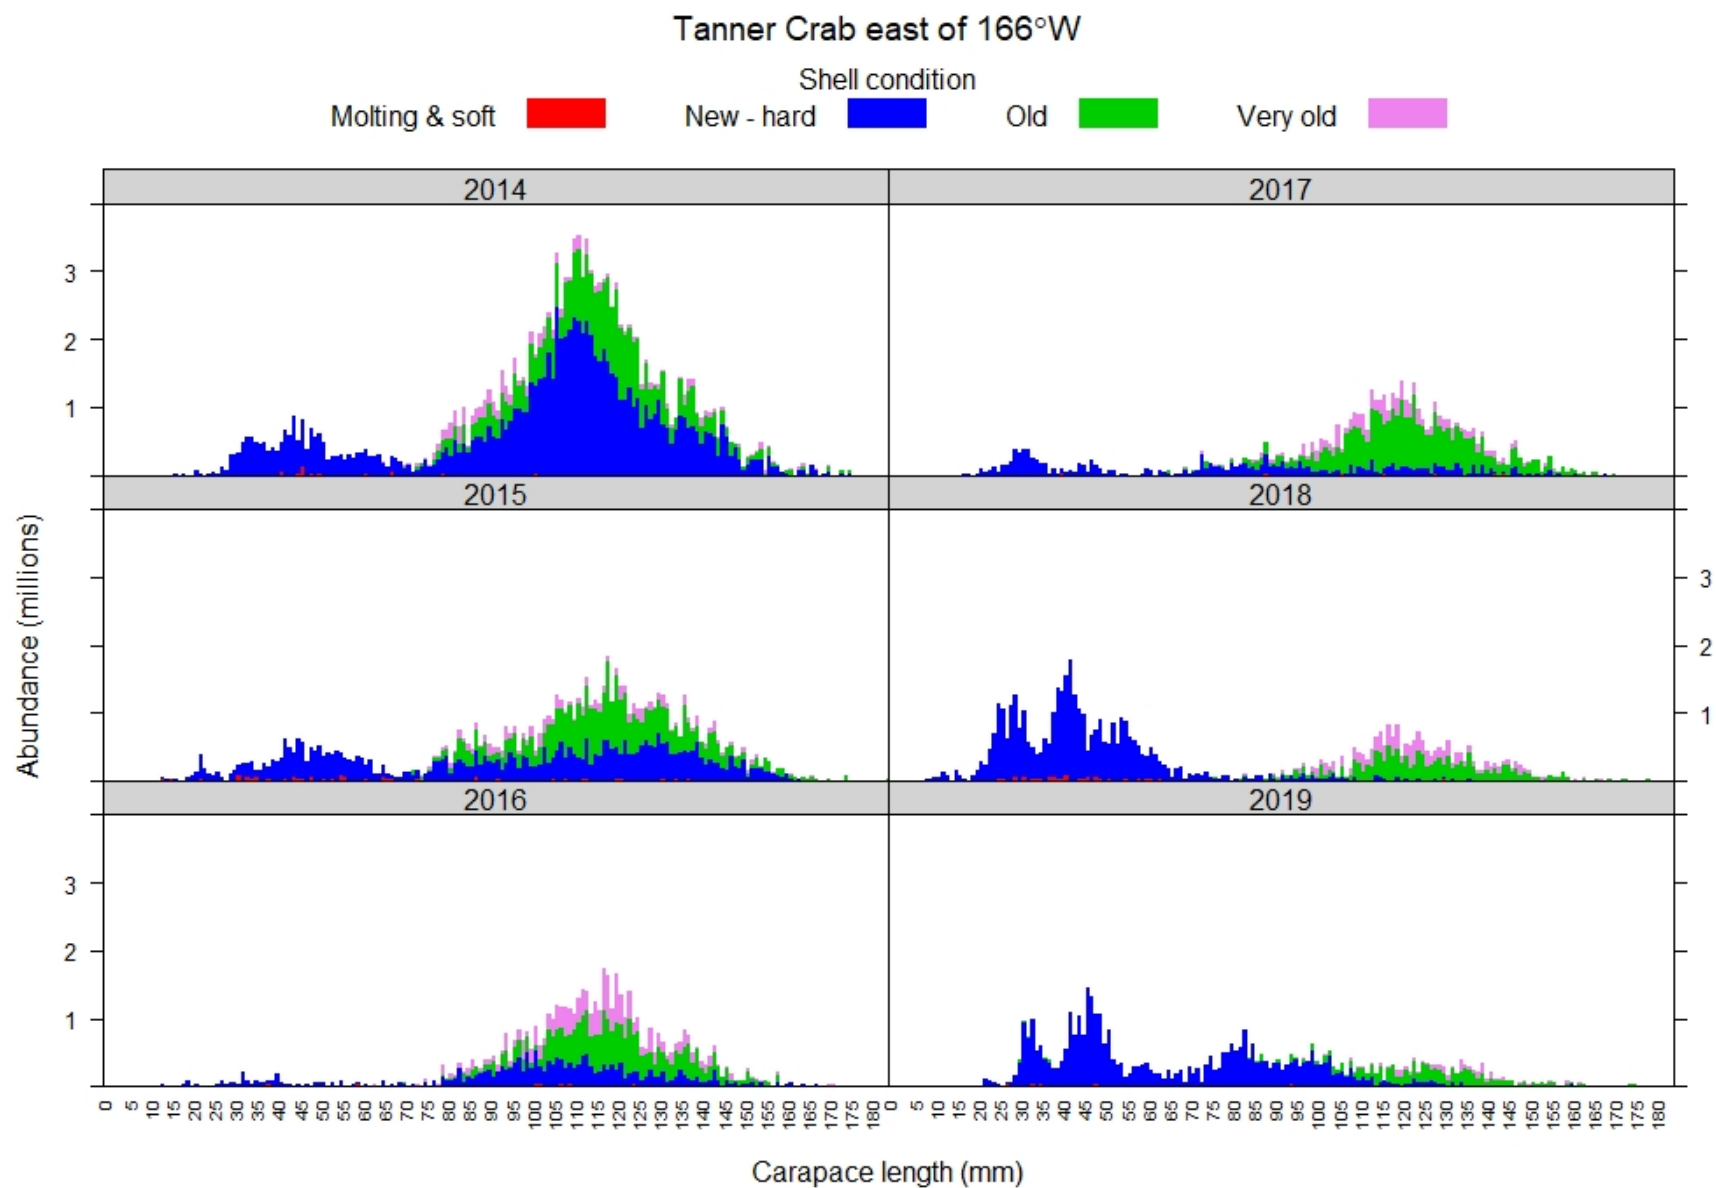 Tanner Crab east of 166°W
Shell condition
Molting & soft New - hard Old Very old
2014 2017
3
2
1
2015 2018
3
2
1
Abundance (millions)
2016 2019
3
2
1
0 5 10 15 20 25 30 35 40 45 50 55 60 65 70 75 80 85 90 95 100 105 110 115 120 125 130 135 140 145 150 155 160 165 170 175 180 0 5 10 15 20 25 30 35 40 45 50 55 60 65 70 75 80 85 90 95 100 105 110 115 120 125 130 135 140 145 150 155 160 165 170 175 180
Carapace length (mm)